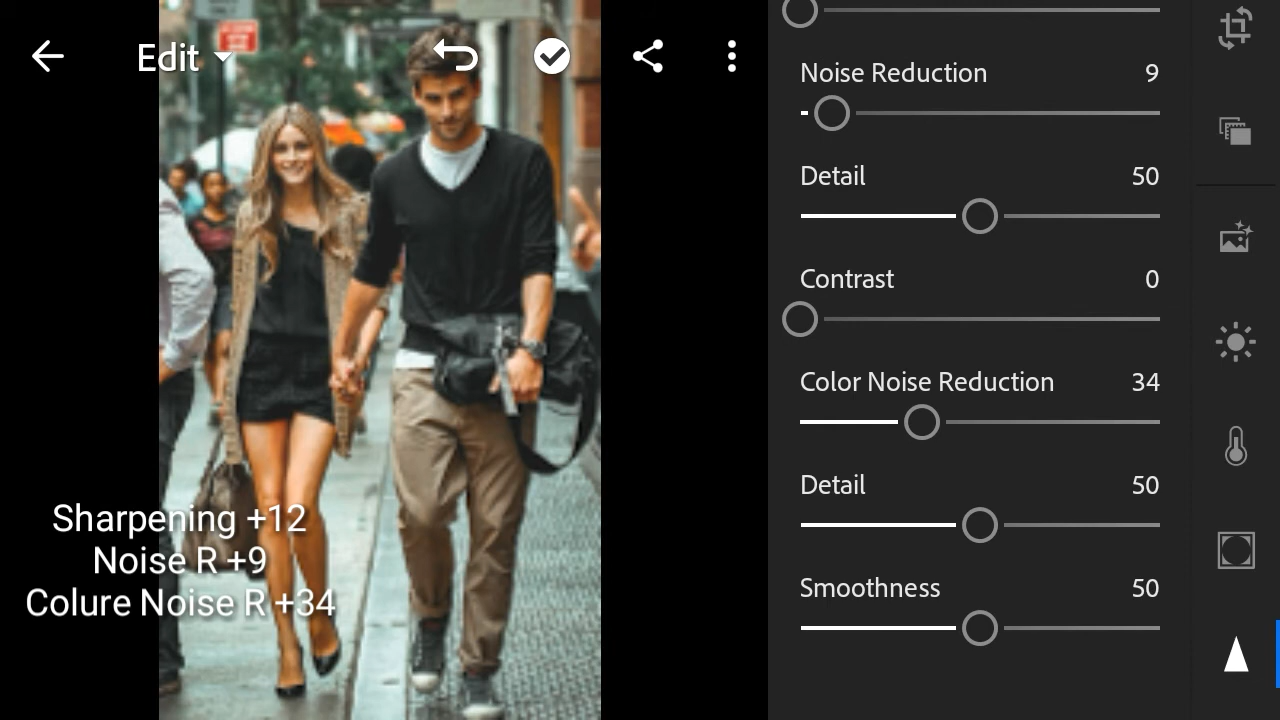 Edit
Noise Reduction 9
Detail 50
Contrast 0
Color Noise Reduction 34
Detail 50
Smoothness 50
Sharpening +12
Noise R +9
Colure Noise R +34